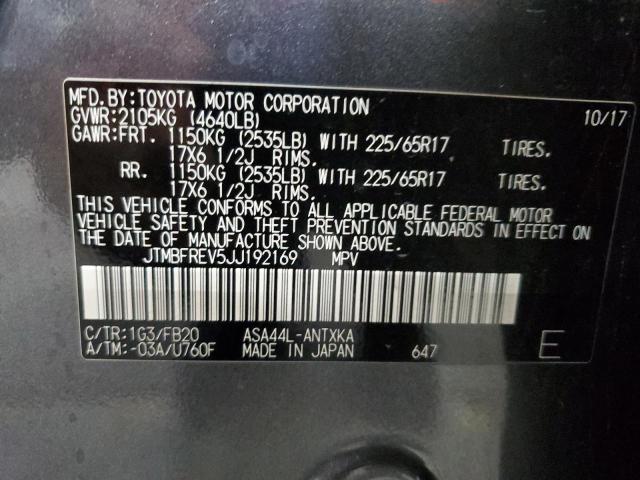 MFD.BY:TOYOTA MOTOR CORPORATION 10/17
GVWR:2105KG (4640LB)
GAWR:FRT. 1150KG (2535LB) WITH 225/65R17 TIRES.
17X6 1/2J RIMS.
RR. 1150KG (2535LB) WITH 225/65R17 TIRES.
17X6 1/2J RIMS.
THIS VEHICLE CONFORMS TO ALL APPLICABLE FEDERAL MOTOR
VEHICLE SAFETY AND THEFT PREVENTION STANDARDS IN EFFECT ON
THE DATE OF MANUFACTURE SHOWN ABOVE.
JTMBFREV5JJ192169 MPV
C/TR:1G3/FB20 ASA44L-ANTXKA
A/TM:-03A/U760F MADE IN JAPAN 647 E